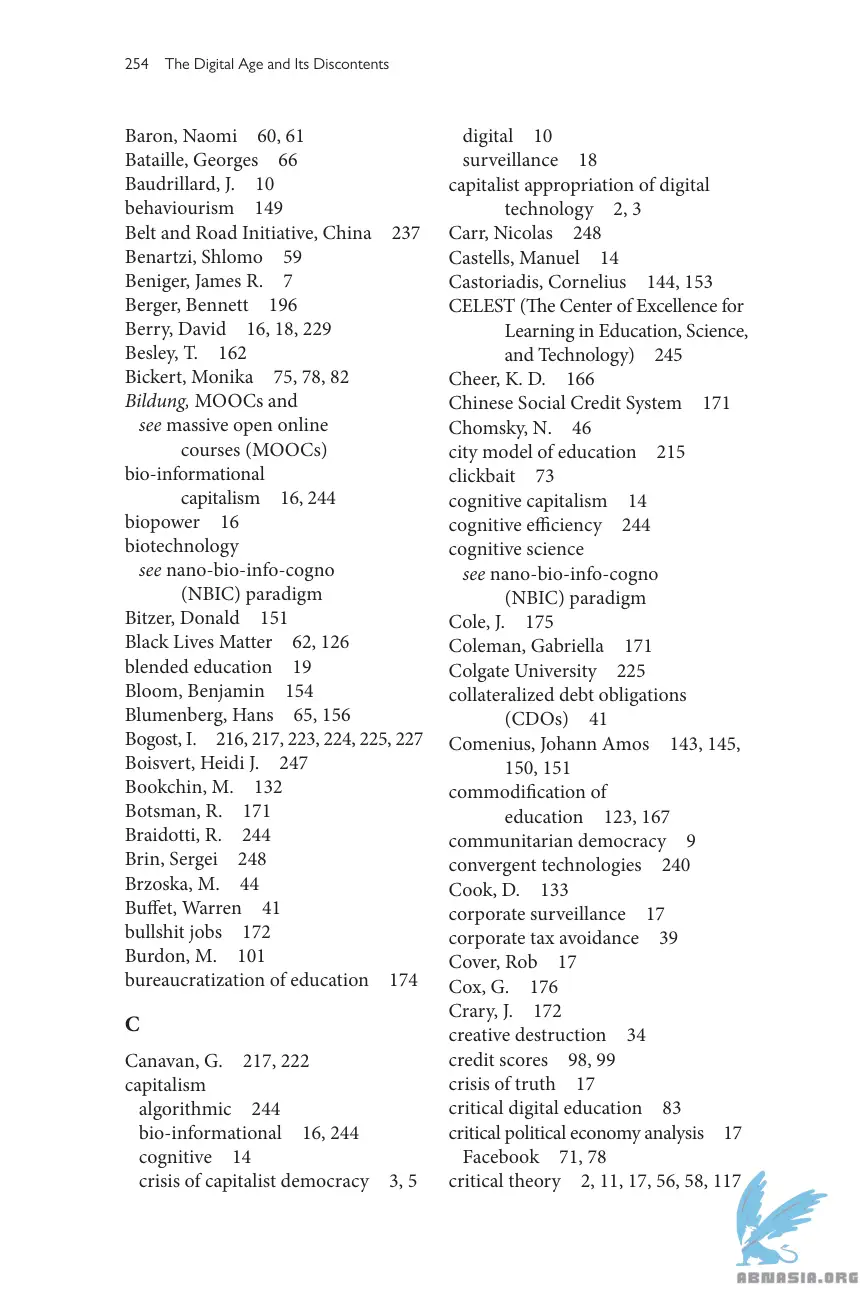 254 The Digital Age and Its Discontents
Baron, Naomi 60, 61
Bataille, Georges 66
Baudrillard, J. 10
behaviourism 149
Belt and Road Initiative, China 237
Benartzi, Shlomo 59
Beniger, James R. 7
Berger, Bennett 196
Berry, David 16, 18, 229
Besley, T. 162
Bickert, Monika 75, 78, 82
Bildung, MOOCs and
see massive open online
courses (MOOCs)
bio-informational
capitalism 16, 244
biopower 16
biotechnology
see nano-bio-info-cogno
(NBIC) paradigm
Bitzer, Donald 151
Black Lives Matter 62, 126
blended education 19
Bloom, Benjamin 154
Blumenberg, Hans 65, 156
Bogost, I. 216, 217, 223, 224, 225, 227
Boisvert, Heidi J. 247
Bookchin, M. 132
Botsman, R. 171
Braidotti, R. 244
Brin, Sergei 248
Brzoska, M. 44
Buffet, Warren 41
bullshit jobs 172
Burdon, M. 101
bureaucratization of education 174
C
Canavan, G. 217, 222
capitalism
algorithmic 244
bio-informational 16, 244
cognitive 14
crisis of capitalist democracy 3, 5
digital 10
surveillance 18
capitalist appropriation of digital
technology 2, 3
Carr, Nicolas 248
Castells, Manuel 14
Castoriadis, Cornelius 144, 153
CELEST (The Center of Excellence for
Learning in Education, Science,
and Technology) 245
Cheer, K. D. 166
Chinese Social Credit System 171
Chomsky, N. 46
city model of education 215
clickbait 73
cognitive capitalism 14
cognitive efficiency 244
cognitive science
see nano-bio-info-cogno
(NBIC) paradigm
Cole, J. 175
Coleman, Gabriella 171
Colgate University 225
collateralized debt obligations
(CDOs) 41
Comenius, Johann Amos 143, 145,
150, 151
commodification of
education 123, 167
communitarian democracy 9
convergent technologies 240
Cook, D. 133
corporate surveillance 17
corporate tax avoidance 39
Cover, Rob 17
Cox, G. 176
Crary, J. 172
creative destruction 34
credit scores 98, 99
crisis of truth 17
critical digital education 83
critical political economy analysis 17
Facebook 71, 78
critical theory 2, 11, 17, 56, 58, 117
ABNASIA.ORG